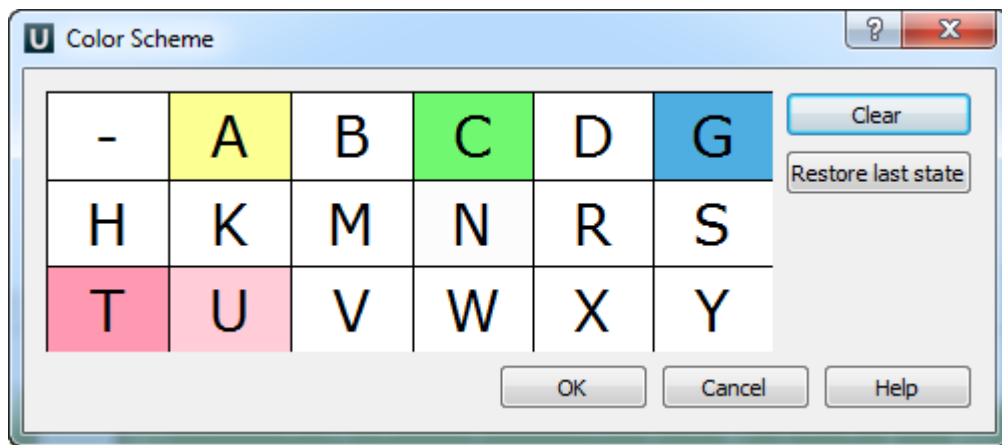 U Color Scheme
?
- A B C D G
Clear
Restore last state
H K M N R S
T U V W X Y
OK Cancel Help